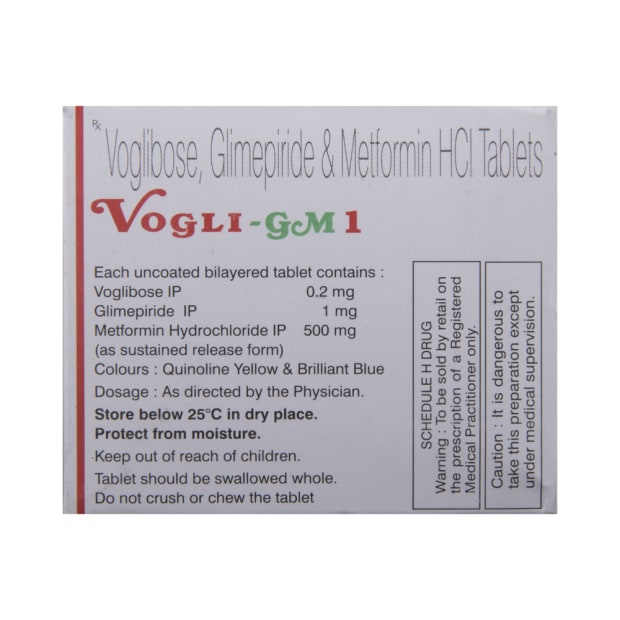 Rx
Voglibose, Glimepiride & Metformin HCl Tablets
VOGLI-GM 1
Each uncoated bilayered tablet contains :
Voglibose IP 0.2 mg
Glimepiride IP 1 mg
Metformin Hydrochloride IP 500 mg
(as sustained release form)
Colours : Quinoline Yellow & Brilliant Blue
Dosage : As directed by the Physician.
Store below 25°C in dry place.
Protect from moisture.
Keep out of reach of children.
Tablet should be swallowed whole.
Do not crush or chew the tablet
SCHEDULE H DRUG
Warning : To be sold by retail on
the prescription of a Registered
Medical Practitioner only.
Caution : It is dangerous to
take this preparation except
under medical supervision.